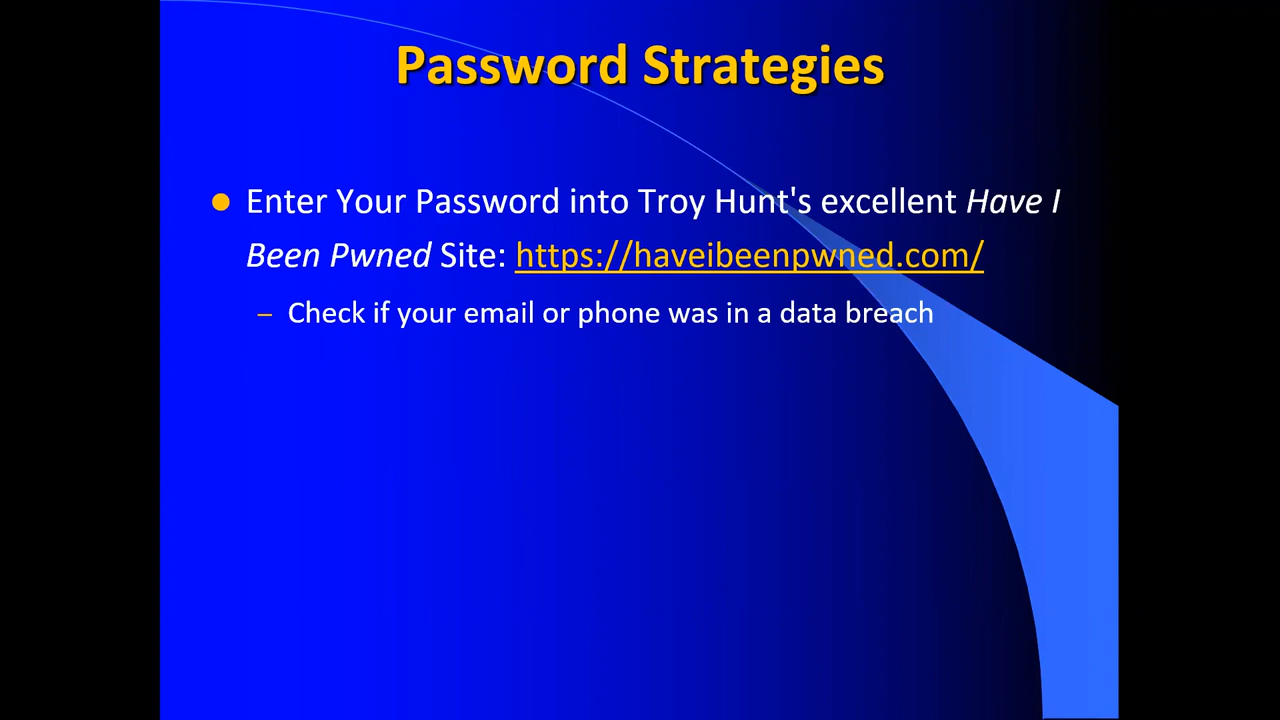 Password Strategies
Enter Your Password into Troy Hunt's excellent Have I
Been Pwned Site: https://haveibeenpwned.com/
– Check if your email or phone was in a data breach